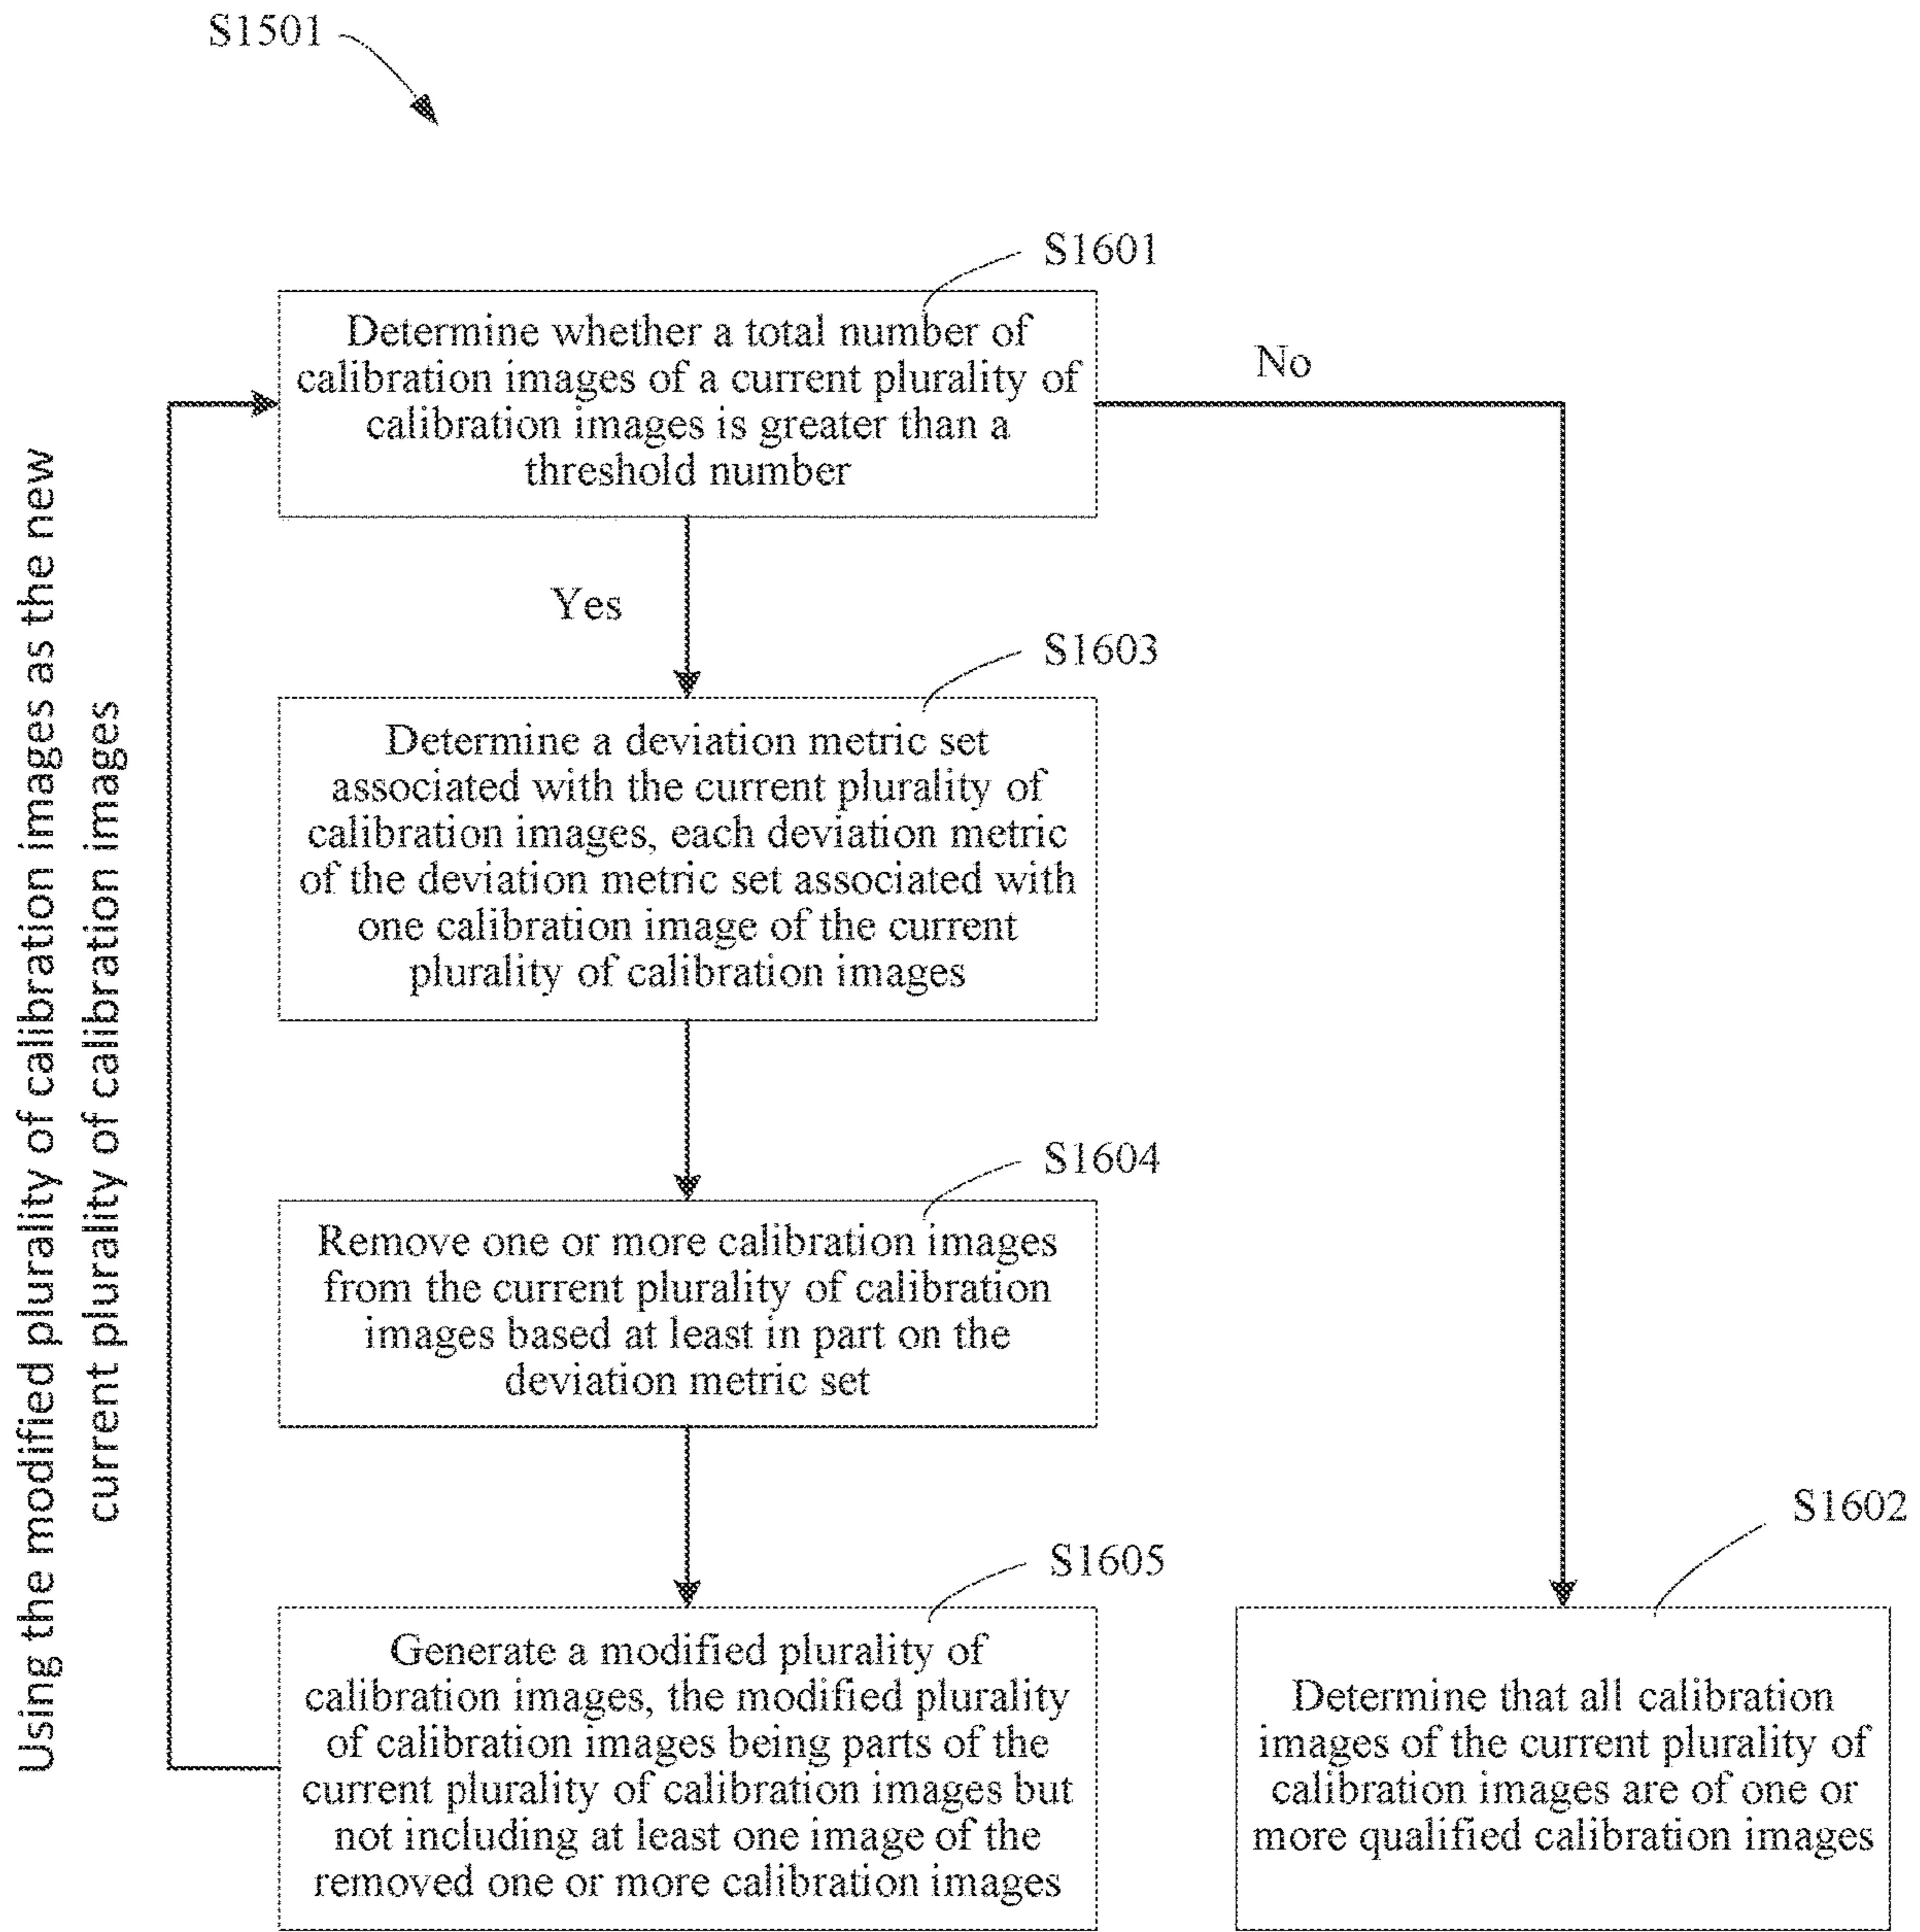 S1501
S1601
Determine whether a total number of
calibration images of a current plurality of
calibration images is greater than a
threshold number
No
Yes
S1603
Determine a deviation metric set
associated with the current plurality of
calibration images, each deviation metric
of the deviation metric set associated with
one calibration image of the current
plurality of calibration images
Using the modified plurality of calibration images as the new
current plurality of calibration images
S1604
Remove one or more calibration images
from the current plurality of calibration
images based at least in part on the
deviation metric set
S1605
Generate a modified plurality of
calibration images, the modified plurality
of calibration images being parts of the
current plurality of calibration images but
not including at least one image of the
removed one or more calibration images
S1602
Determine that all calibration
images of the current plurality of
calibration images are of one or
more qualified calibration images